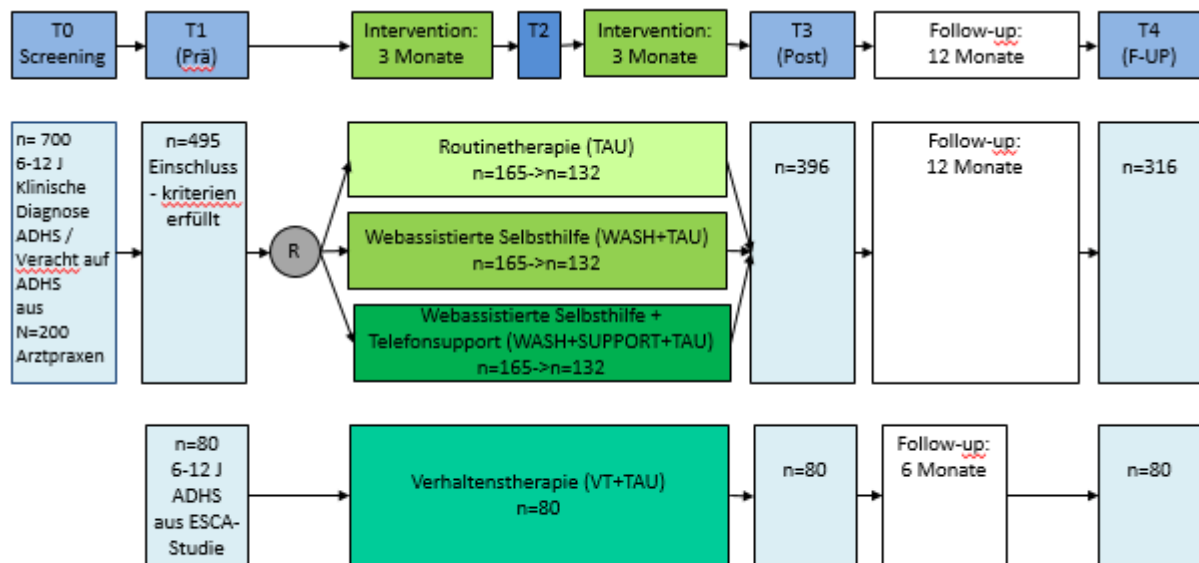 T0
Screening
T1
(Prä)
Intervention:
3 Monate
T2
Intervention:
3 Monate
T3
(Post)
Follow-up:
12 Monate
T4
(F-UP)
n= 700
6-12 J
Klinische
Diagnose
ADHS /
Veracht auf
ADHS
aus
N=200
Arztpraxen
n=495
Einschluss
- kriterien
erfüllt
R
Routinetherapie (TAU)
n=165->n=132
Webassistierte Selbsthilfe (WASH+TAU)
n=165->n=132
Webassistierte Selbsthilfe +
Telefonsupport (WASH+SUPPORT+TAU)
n=165->n=132
n=396
Follow-up:
12 Monate
n=316
n=80
6-12 J
ADHS
aus ESCA-
Studie
Verhaltenstherapie (VT+TAU)
n=80
n=80
Follow-up:
6 Monate
n=80